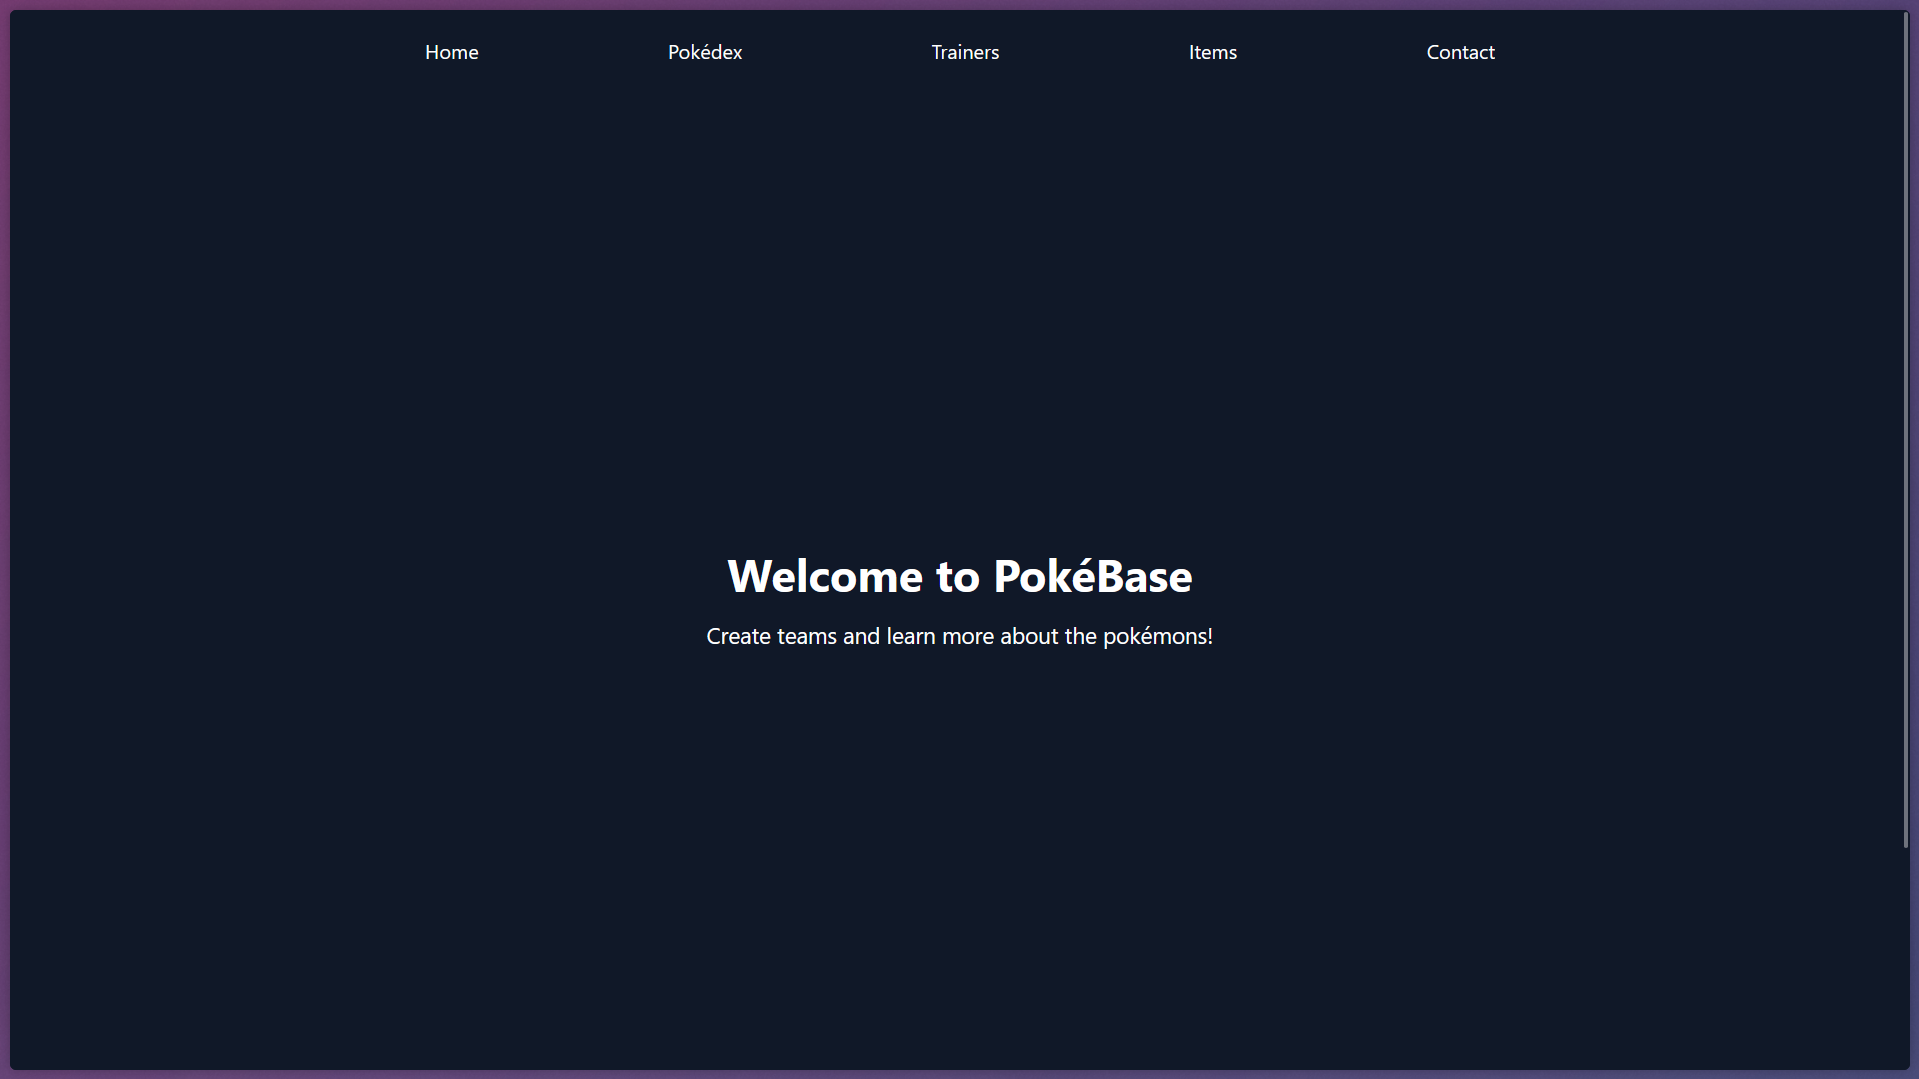 Home Pokédex Trainers Items Contact
Welcome to PokéBase
Create teams and learn more about the pokémons!